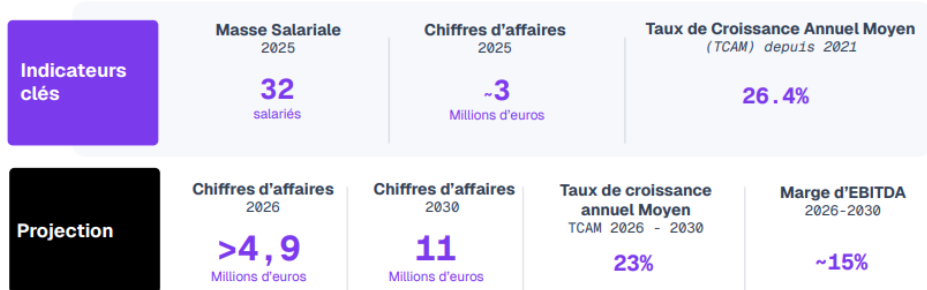 Indicateurs
clés
Masse Salariale
2025
32
salariés
Chiffres d'affaires
2025
~3
Millions d'euros
Taux de Croissance Annuel Moyen
(TCAM) depuis 2021
26.4%
Projection
Chiffres d'affaires
2026
>4,9
Millions d'euros
Chiffres d'affaires
2030
11
Millions d'euros
Taux de croissance
annuel Moyen
TCAM 2026 - 2030
23%
Marge d'EBITDA
2026-2030
~15%